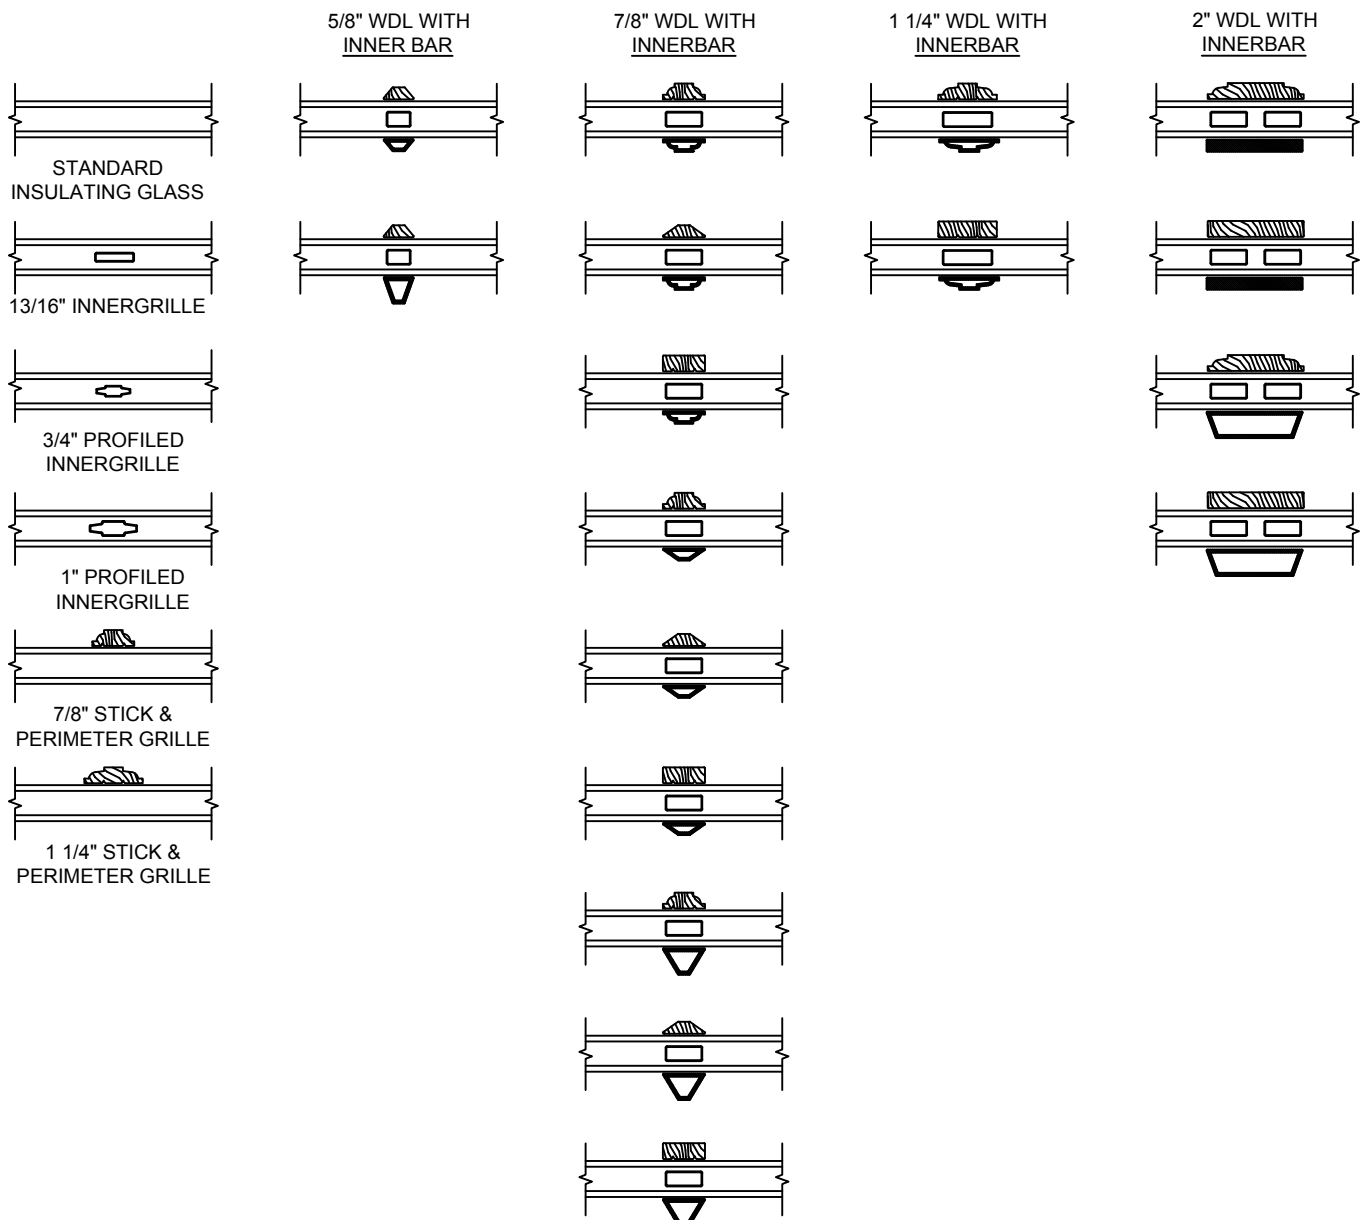 5/8" WDL WITH
INNER BAR
7/8" WDL WITH
INNERBAR
1 1/4" WDL WITH
INNERBAR
2" WDL WITH
INNERBAR
STANDARD
INSULATING GLASS
13/16" INNERGRILLE
3/4" PROFILED
INNERGRILLE
1" PROFILED
INNERGRILLE
7/8" STICK &
PERIMETER GRILLE
1 1/4" STICK &
PERIMETER GRILLE